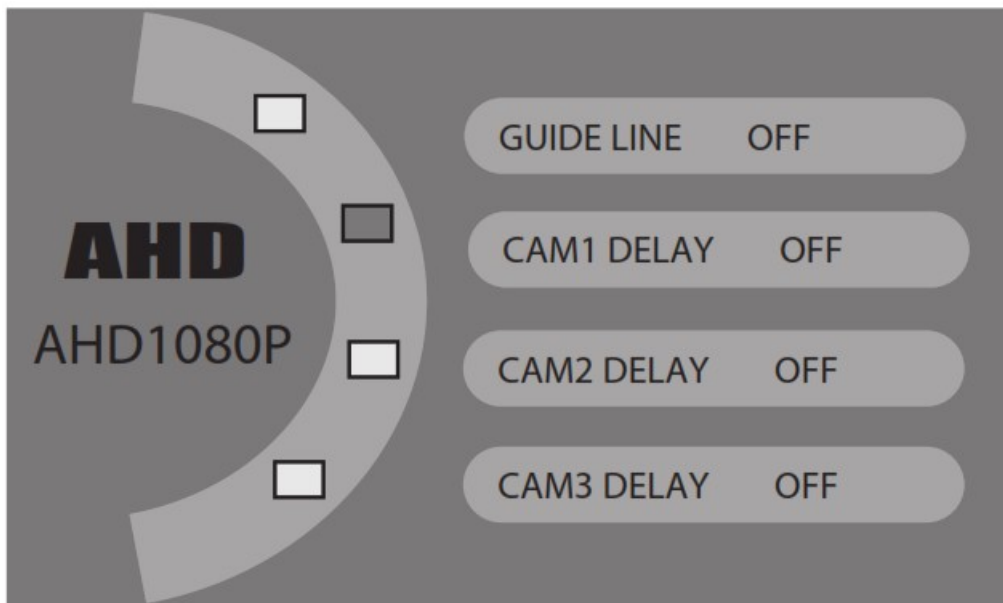 AHD
AHD1080P
GUIDE LINE OFF
CAM1 DELAY OFF
CAM2 DELAY OFF
CAM3 DELAY OFF